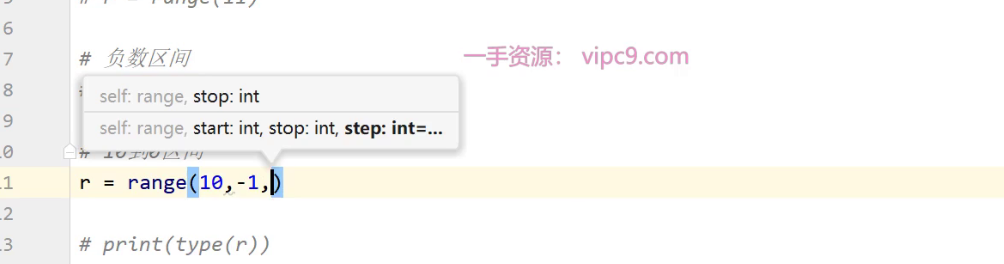 # r = range(11)
6
7 # 负数区间
一手资源： vipc9.com
8 #
self: range, stop: int
self: range, start: int, stop: int, step: int=...
9
10 # 10到0区间
11 r = range(10,-1,)
12
13 # print(type(r))